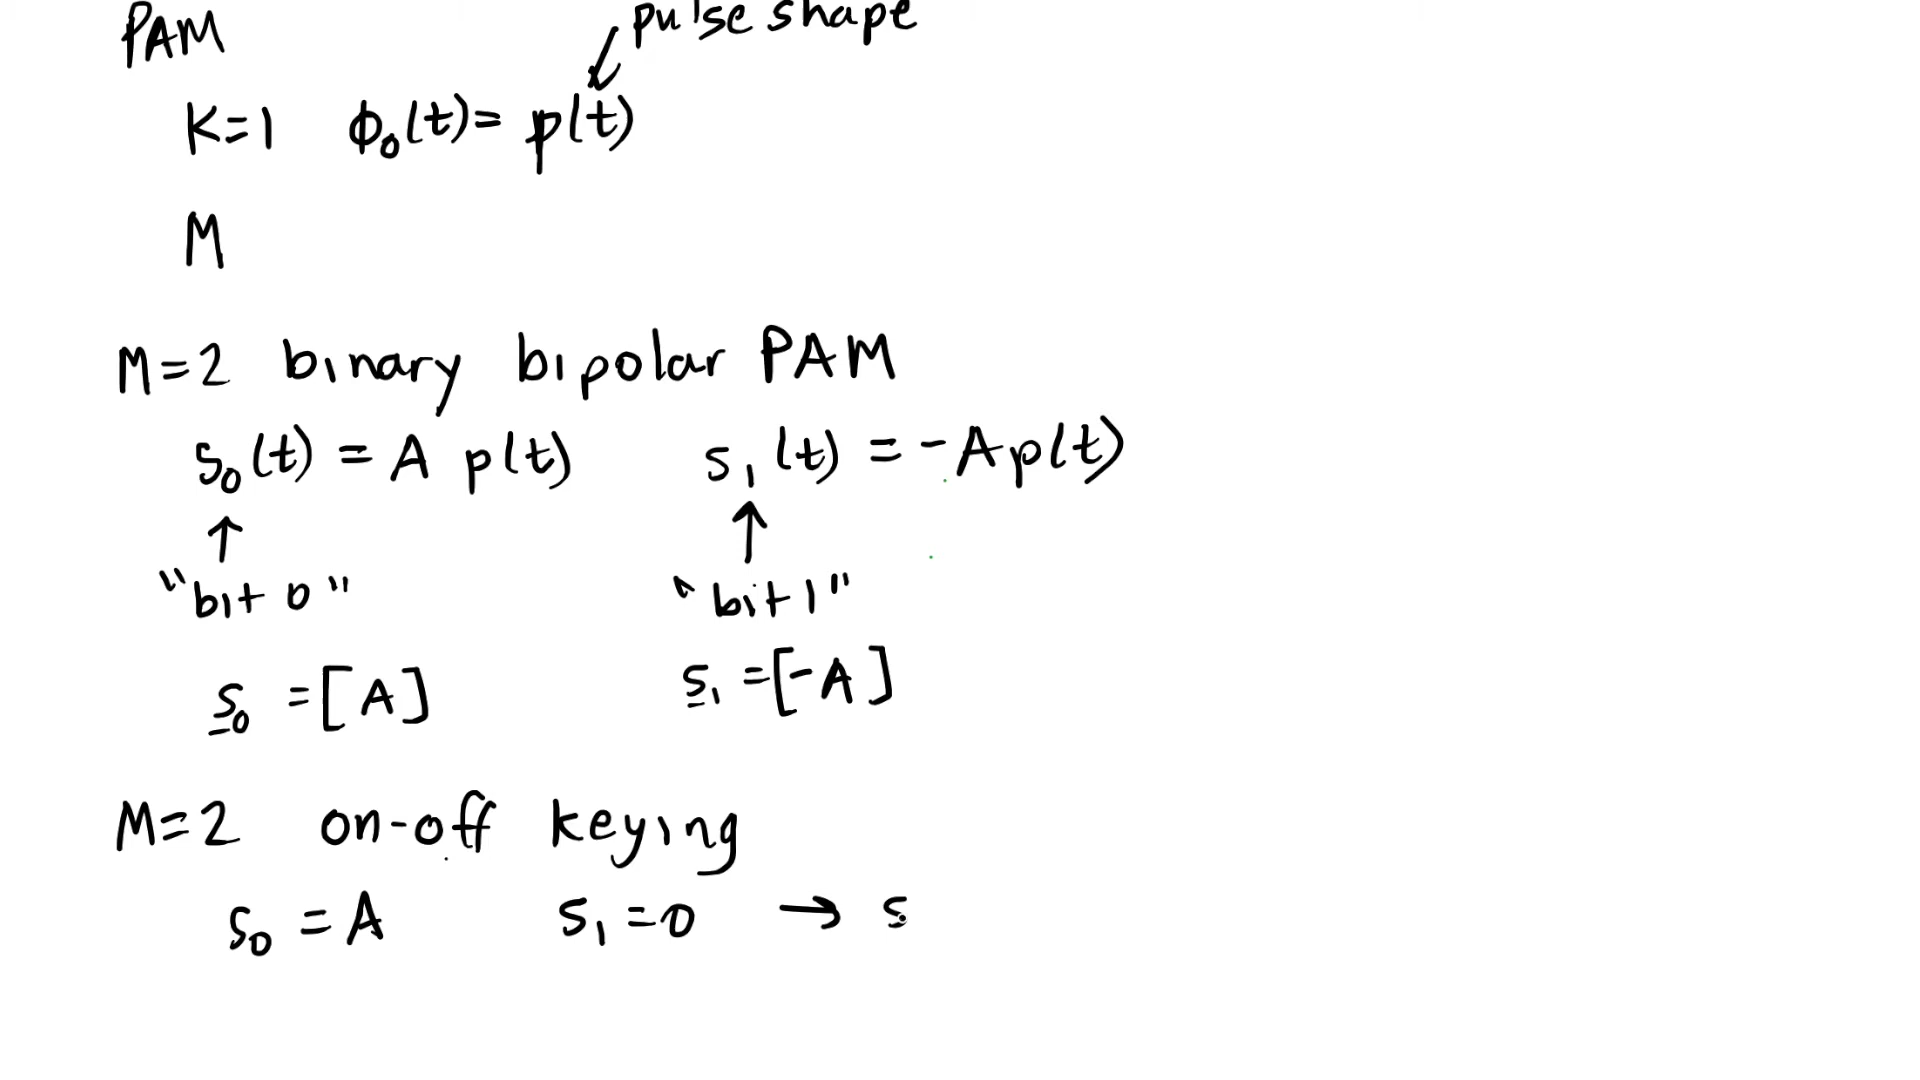 PAM
pulse shape
K=1 ϕ₀(t)= p(t)
M
M=2 binary bipolar PAM
s₀(t) = A p(t) s₁(t) = -Ap(t)
↑ ↑
"bit 0" "bit 1"
s₀ = [A] s₁ = [-A]
M=2 on-off keying
s₀ = A s₁ = 0 → s